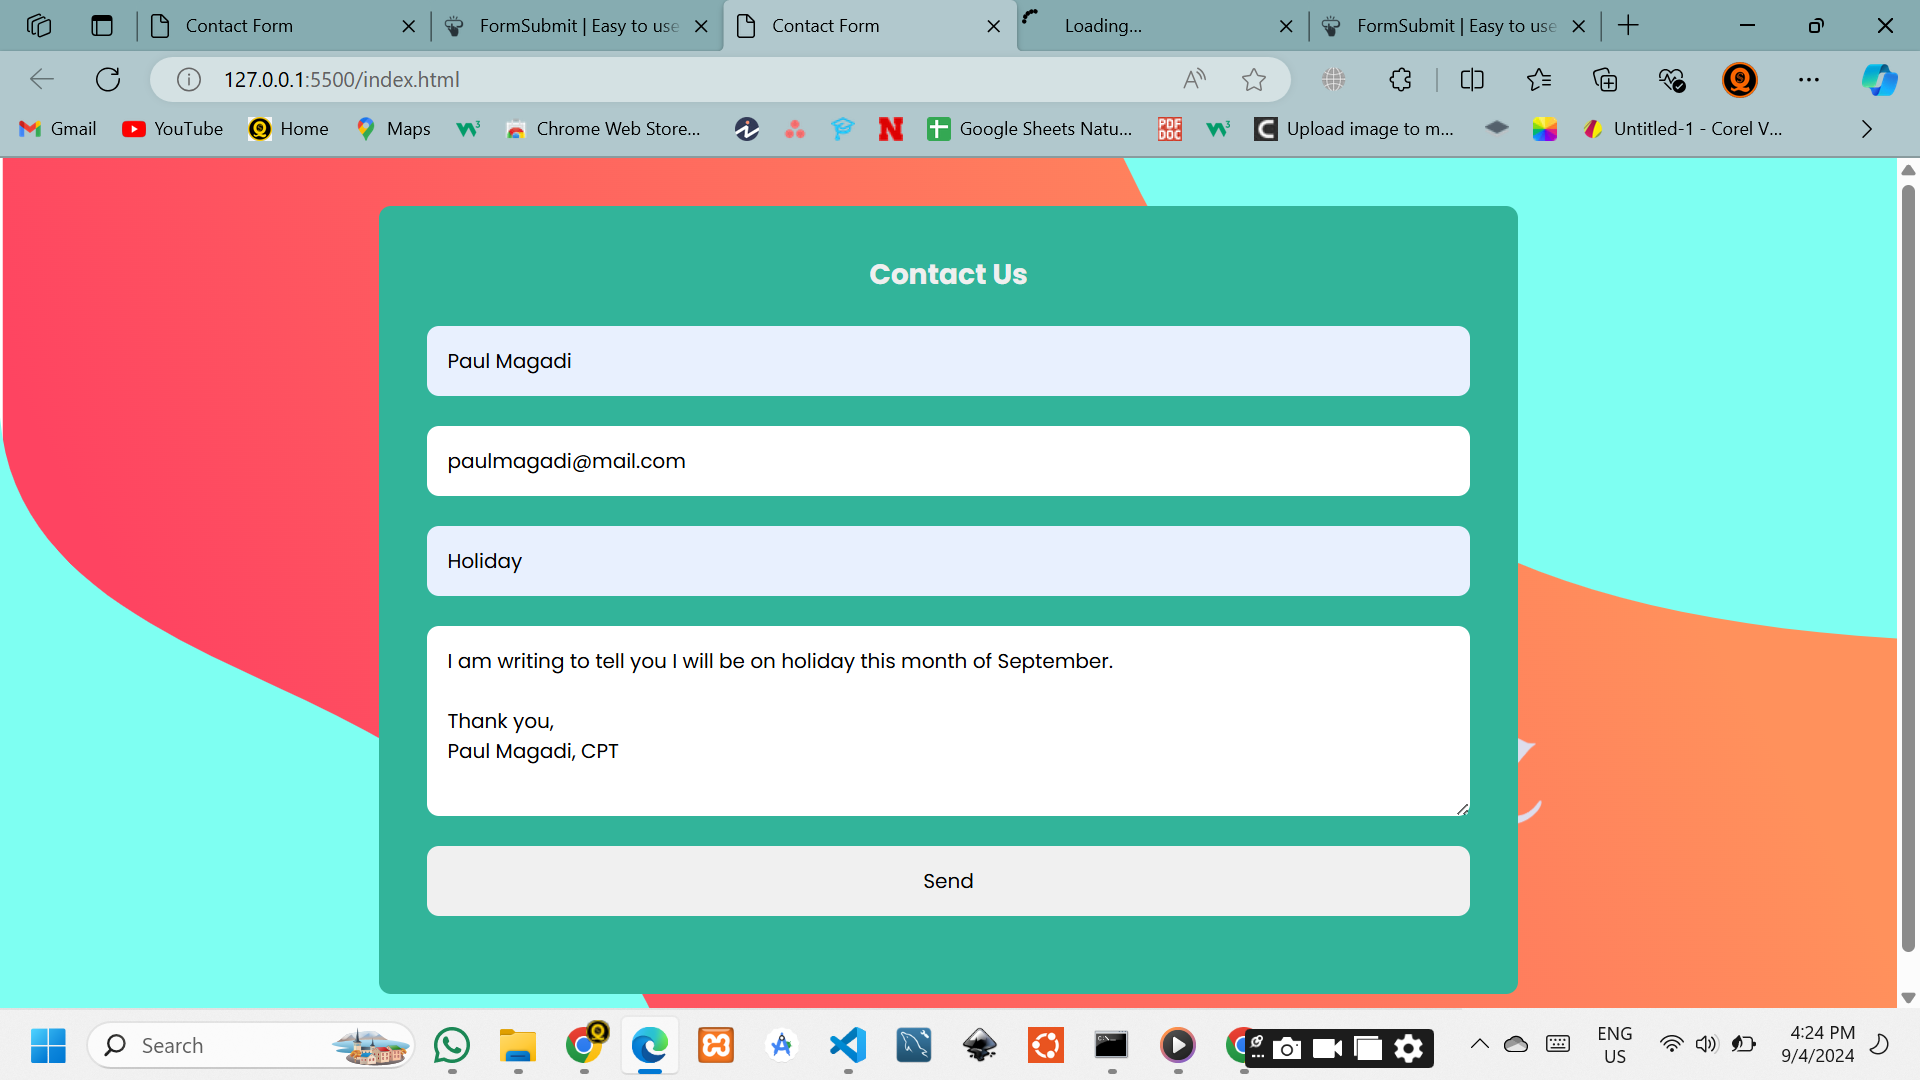 Contact Form
FormSubmit | Easy to use
Contact Form
Loading...
FormSubmit | Easy to use
127.0.0.1:5500/index.html
Gmail
YouTube
Home
Maps
Chrome Web Store...
Google Sheets Natu...
PDF
DOC
Upload image to m...
Untitled-1 - Corel V...
Contact Us
Paul Magadi
paulmagadi@mail.com
Holiday
I am writing to tell you I will be on holiday this month of September.
Thank you,
Paul Magadi, CPT
Send
Search
ENG
US
4:24 PM
9/4/2024